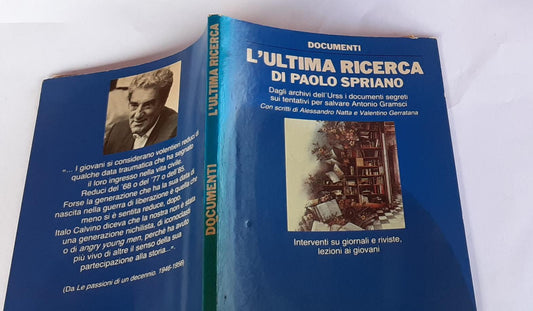 DOCUMENTI
L'ULTIMA RICERCA
DI PAOLO SPRIANO
Dagli archivi dell'Urss i documenti segreti
sui tentativi per salvare Antonio Gramsci
Con scritti di Alessandro Natta e Valentino Gerratana
Interventi su giornali e riviste,
lezioni ai giovani
DOCUMENTI
L'ULTIMA RICERCA
"... I giovani si considerano volentieri reduci di
qualche data traumatica che ha segnato
il loro ingresso nella vita civile.
Reduci del '68 o del '77 o dell'85.
Forse la generazione che ha la sua data di
nascita nella guerra di liberazione è quella che
meno si è sentita reduce, dopo.
Italo Calvino diceva che la nostra non è stata
una generazione nichilista, di iconoclasti
o di angry young men, perché ha avuto
più vivo di altre il senso della sua
partecipazione alla storia...".
(Da Le passioni di un decennio. 1946-1956)